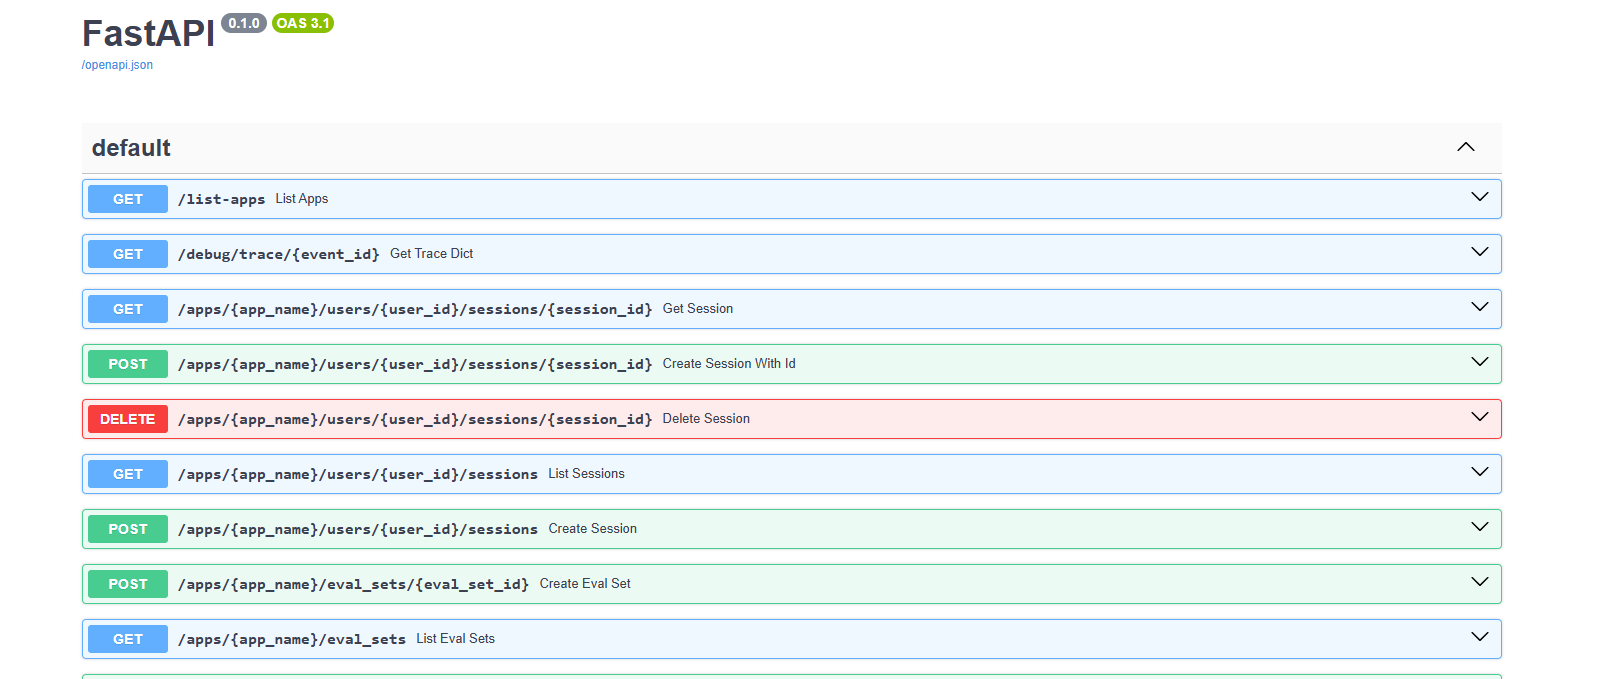 FastAPI 0.1.0 OAS 3.1
/openapi.json
default
GET /list-apps List Apps
GET /debug/trace/{event_id} Get Trace Dict
GET /apps/{app_name}/users/{user_id}/sessions/{session_id} Get Session
POST /apps/{app_name}/users/{user_id}/sessions/{session_id} Create Session With Id
DELETE /apps/{app_name}/users/{user_id}/sessions/{session_id} Delete Session
GET /apps/{app_name}/users/{user_id}/sessions List Sessions
POST /apps/{app_name}/users/{user_id}/sessions Create Session
POST /apps/{app_name}/eval_sets/{eval_set_id} Create Eval Set
GET /apps/{app_name}/eval_sets List Eval Sets